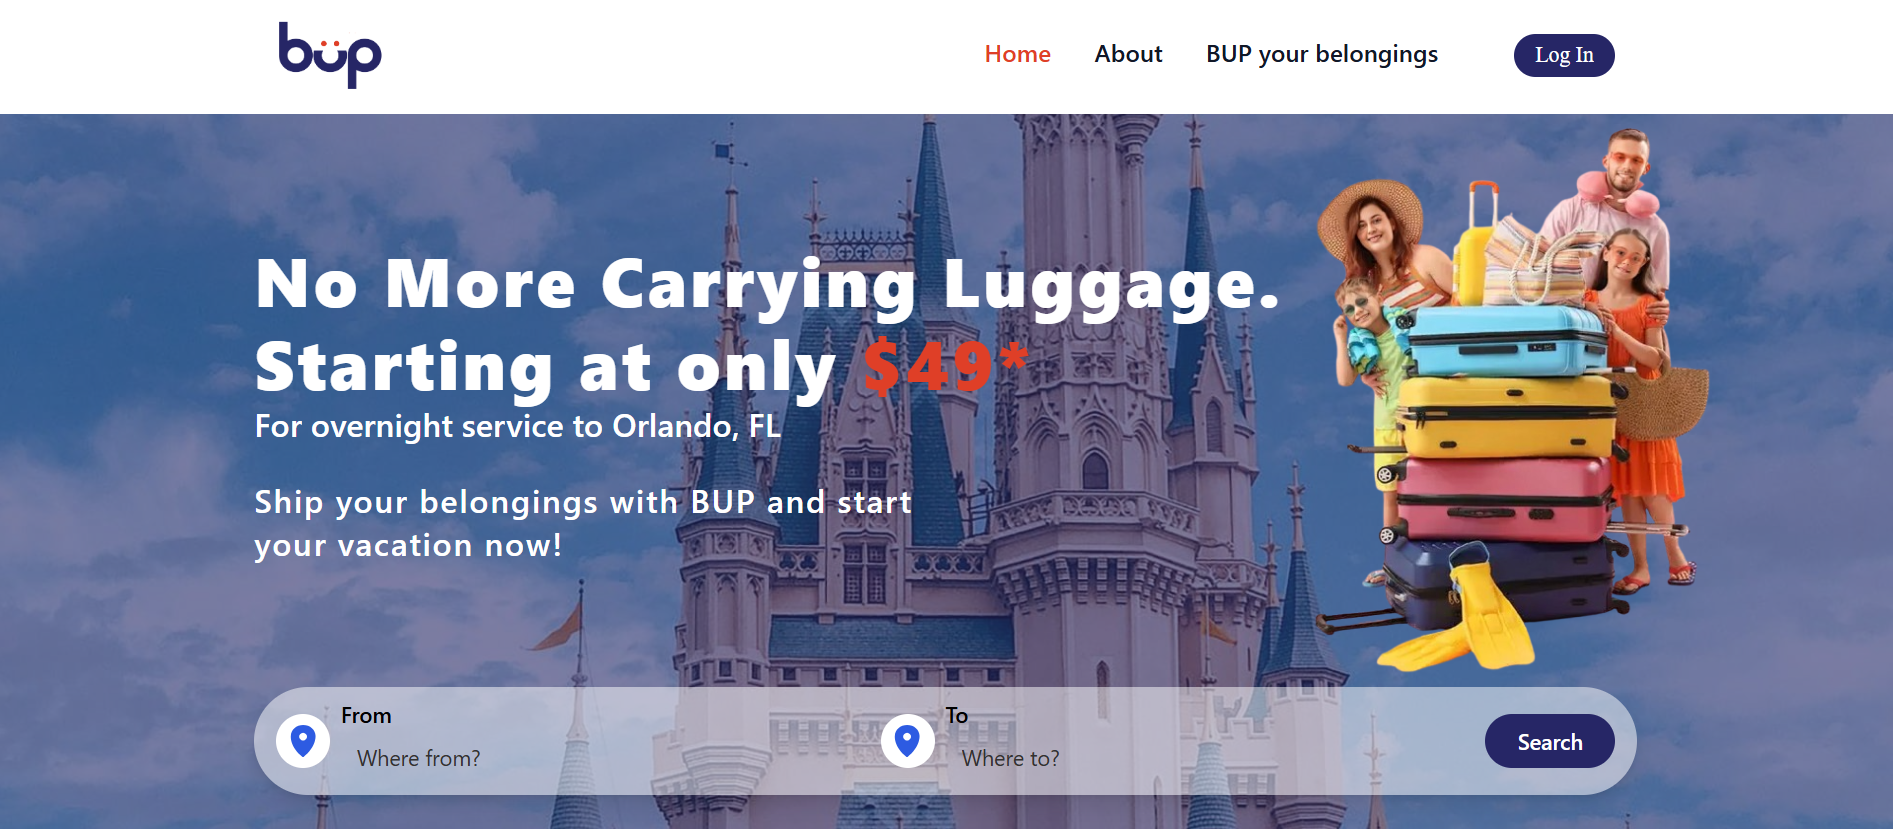 büp
Home About BUP your belongings Log In
No More Carrying Luggage.
Starting at only $49*
For overnight service to Orlando, FL
Ship your belongings with BUP and start
your vacation now!
From To
Where from? Where to? Search